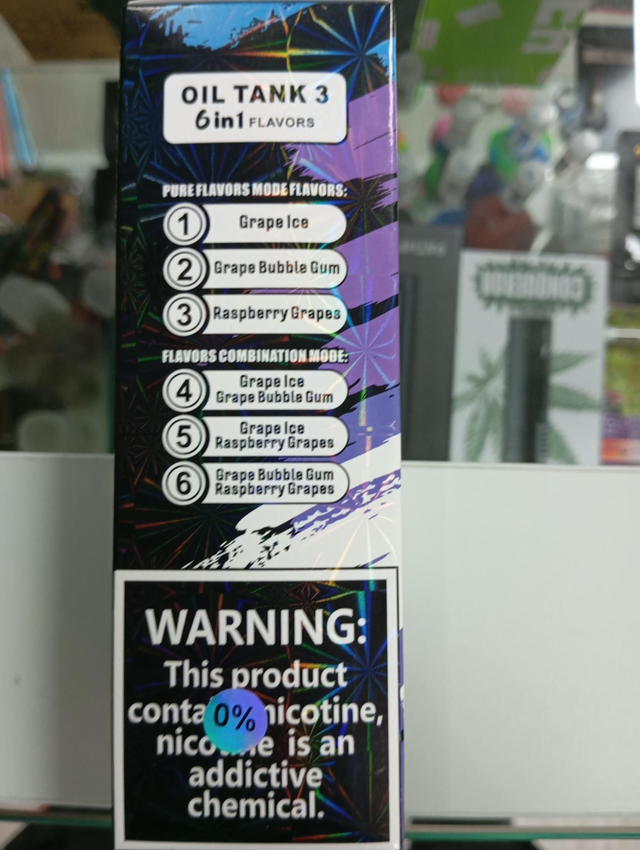 OIL TANK 3
6in1 FLAVORS
PURE FLAVORS MODE FLAVORS:
1 Grape Ice
2 Grape Bubble Gum
3 Raspberry Grapes
FLAVORS COMBINATION MODE:
4 Grape Ice
Grape Bubble Gum
5 Grape Ice
Raspberry Grapes
6 Grape Bubble Gum
Raspberry Grapes
WARNING:
This product
conta nicotine,
0%
nico e is an
addictive
chemical.